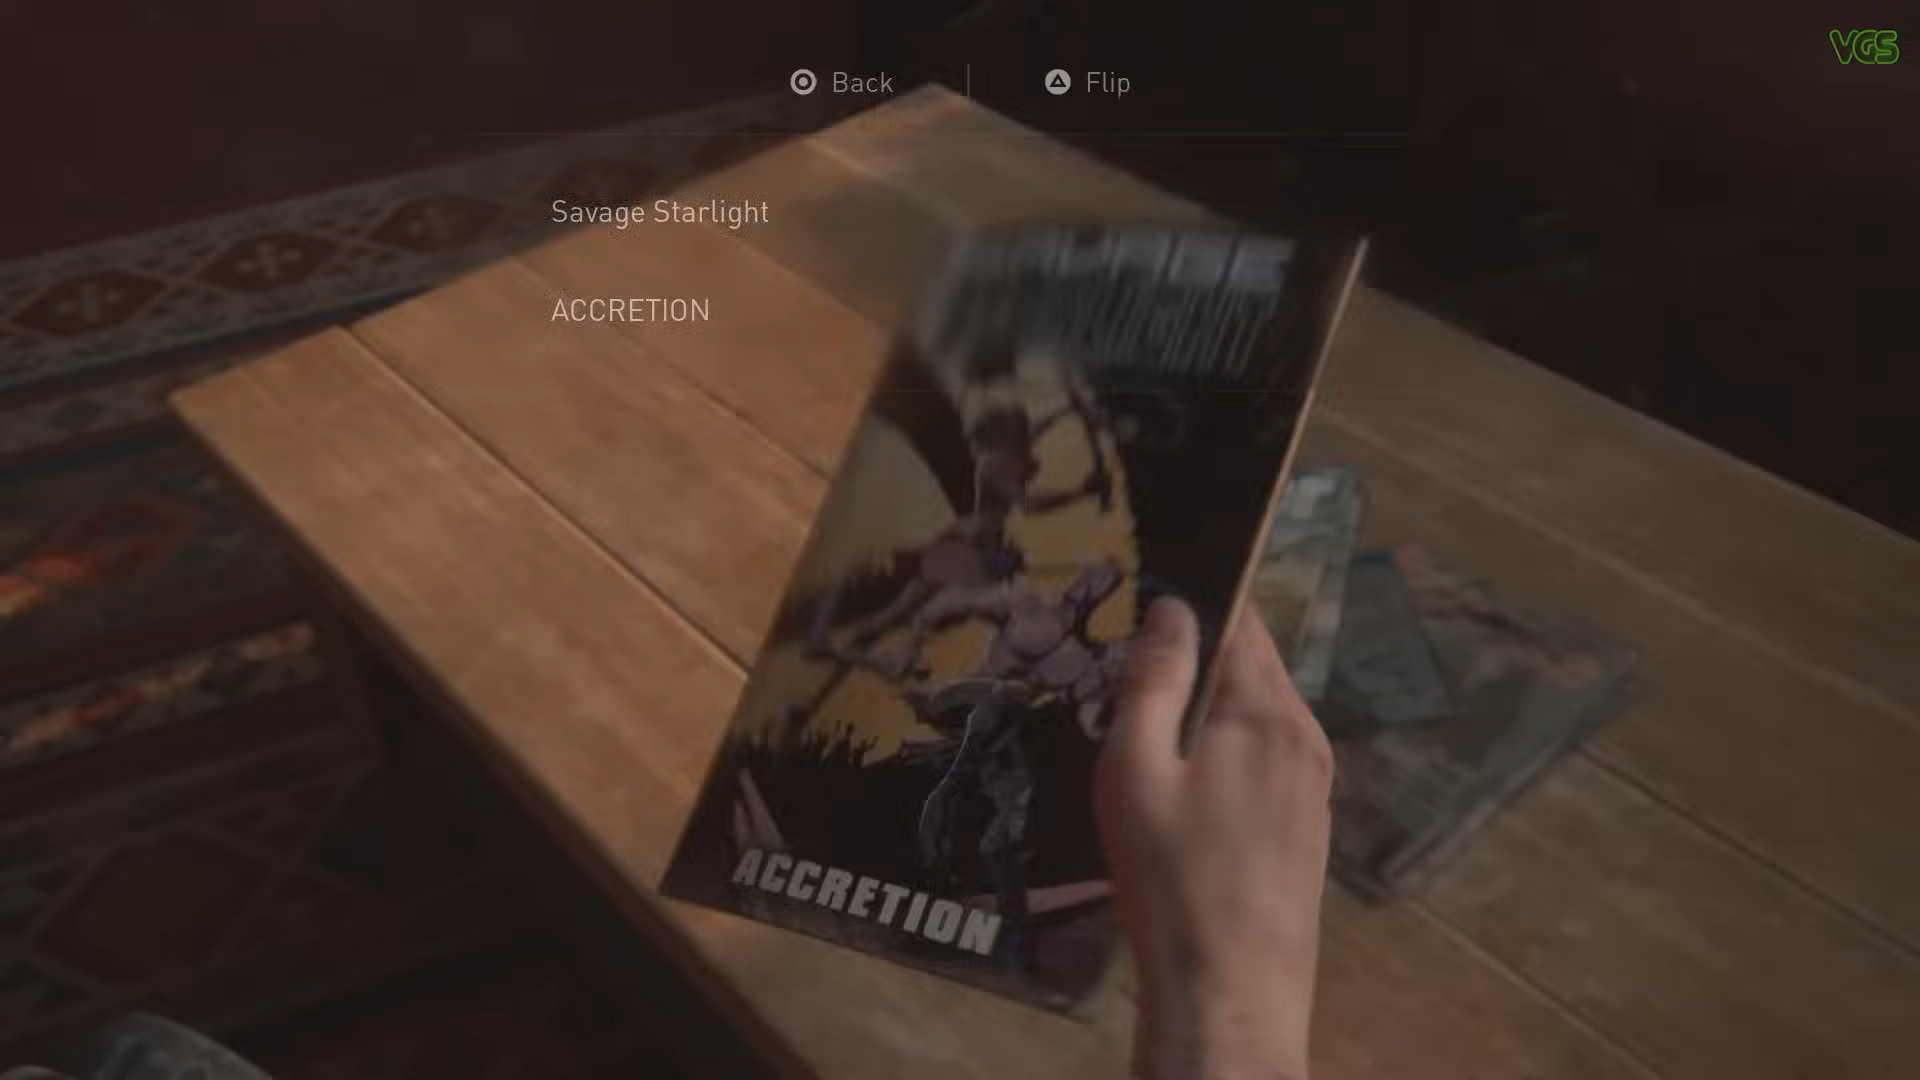 VGS
Back
Flip
Savage Starlight
ACCRETION
ACCRETION